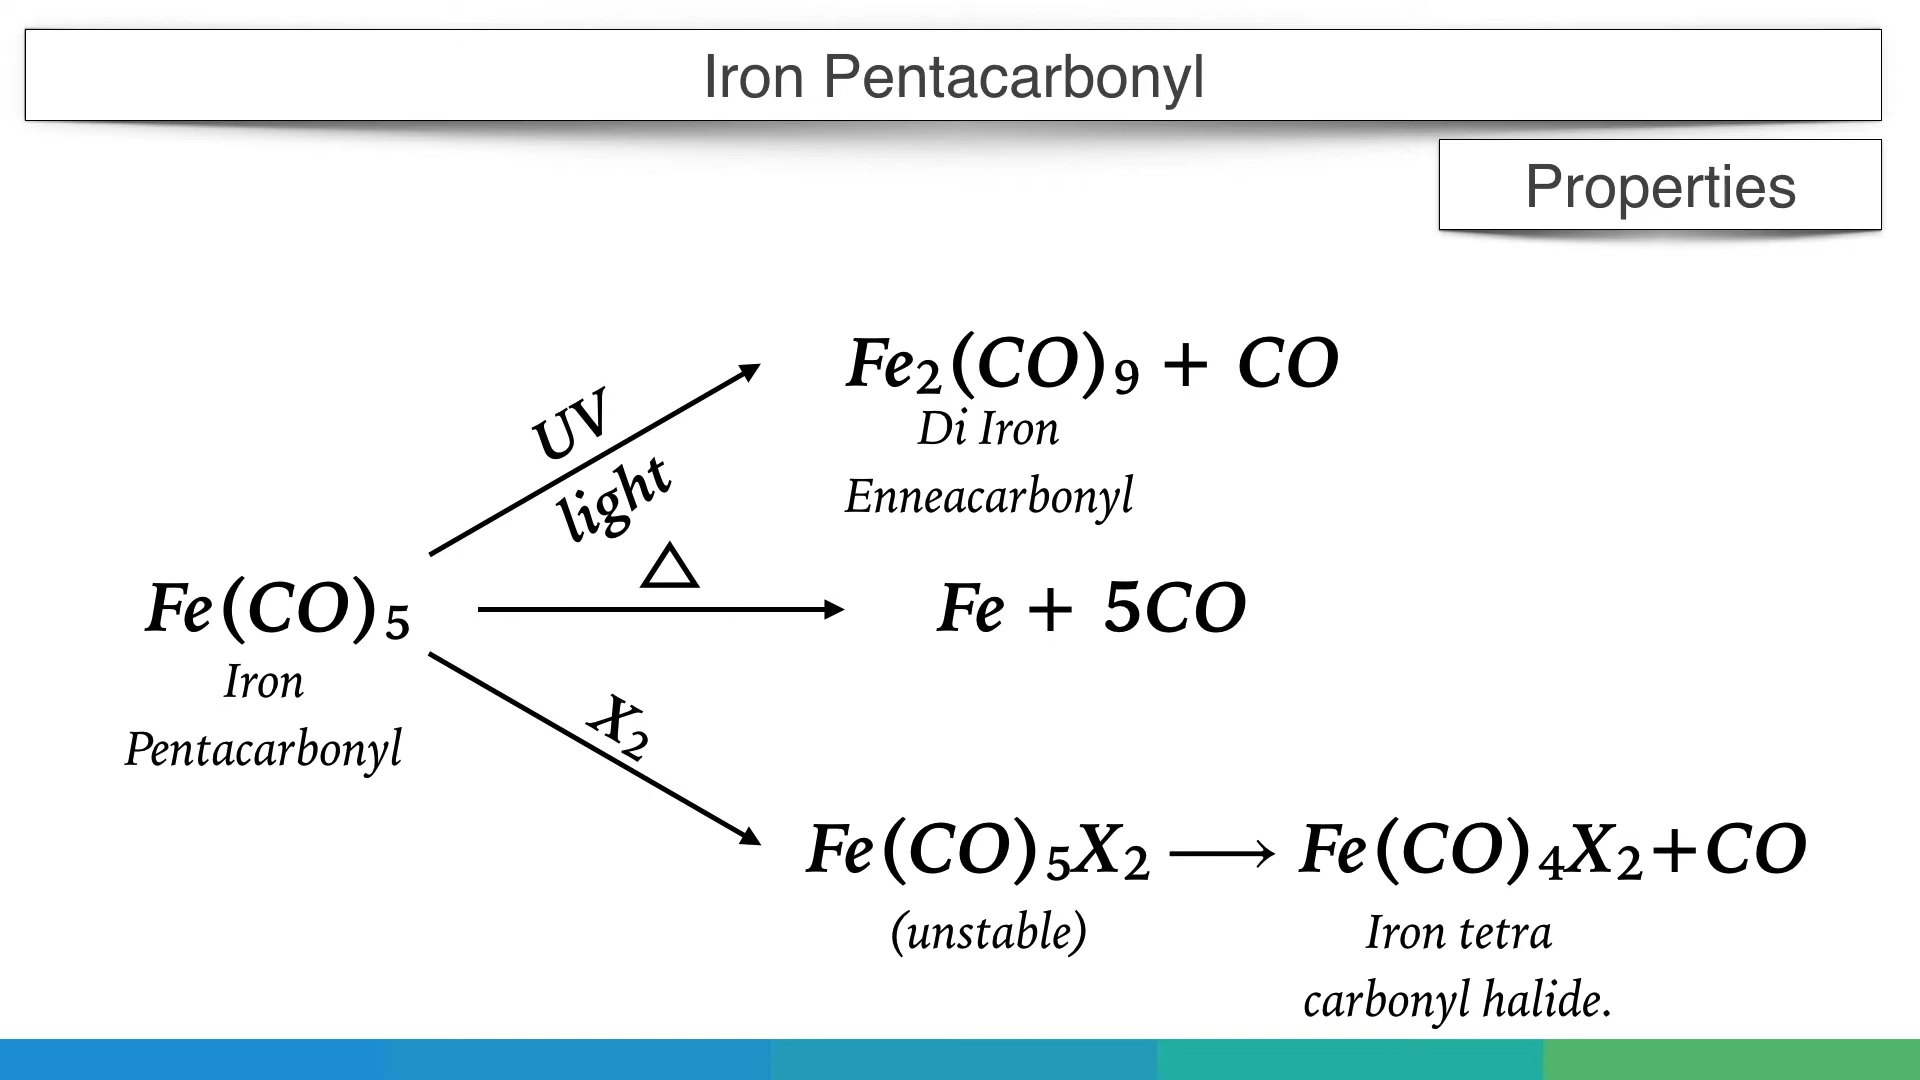 Iron Pentacarbonyl
Properties
UV
light
Fe₂(CO)₉ + CO
Di Iron
Enneacarbonyl
△
Fe(CO)₅
Iron
Pentacarbonyl
Fe + 5CO
X₂
Fe(CO)₅X₂ ⟶ Fe(CO)₄X₂+CO
(unstable)
Iron tetra
carbonyl halide.